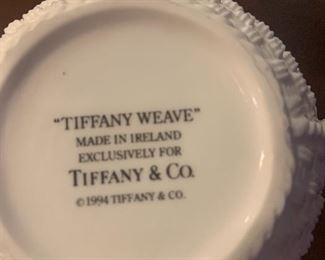 "TIFFANY WEAVE"
MADE IN IRELAND
EXCLUSIVELY FOR
TIFFANY & CO.
©1994 TIFFANY & CO.